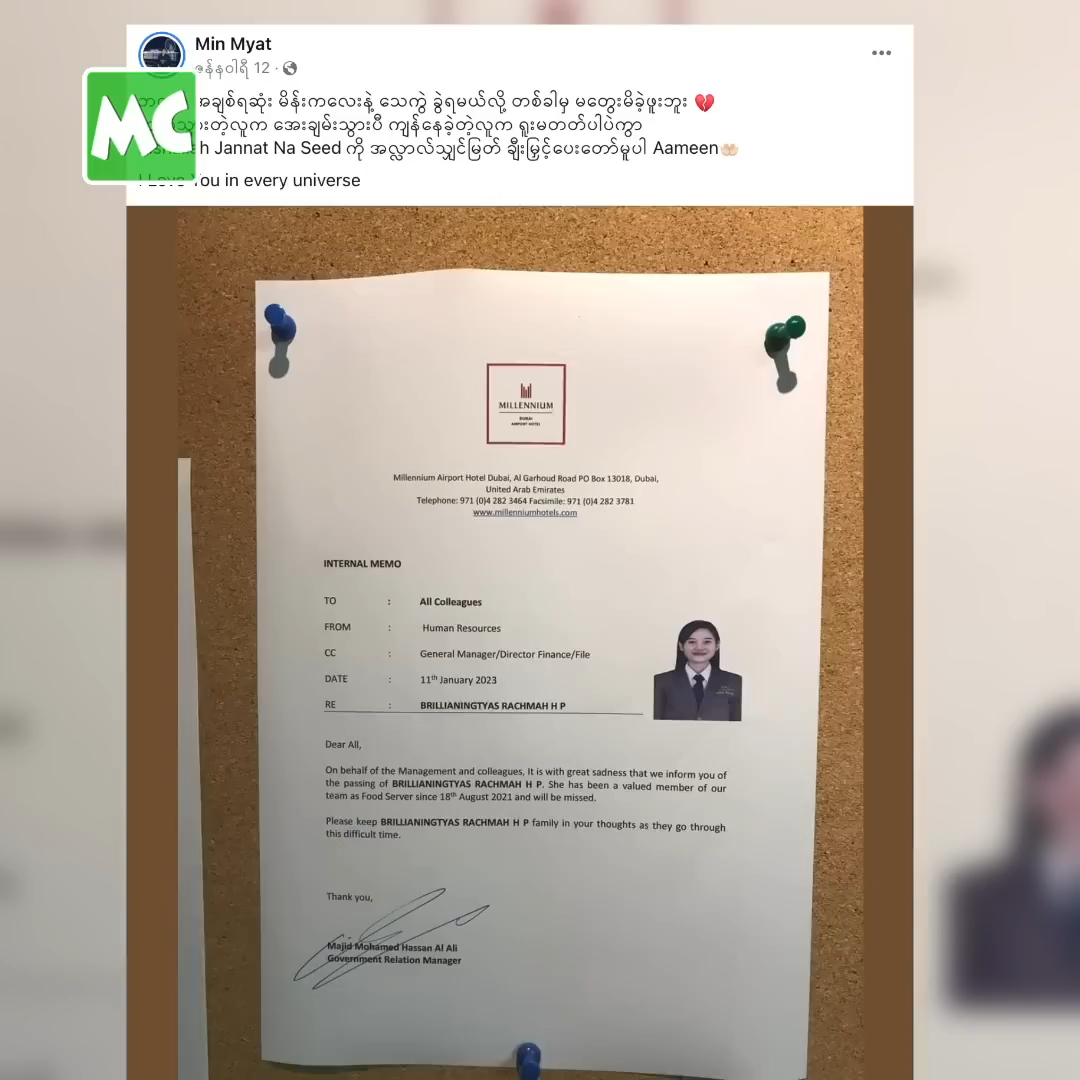 Min Myat
ဇန်နဝါရီ 12
MC
အချစ်ရဆုံး မိန်းကလေးနဲ့ သေကွဲ ခွဲရမယ်လို့ တစ်ခါမှ မတွေးမိခဲ့ဖူးဘူး 💔
သွားတဲ့လူက အေးချမ်းသွားပီ ကျန်နေခဲ့တဲ့လူက ရူးမတတ်ပါပဲကွာ
Jannat Na Seed ကို အလ္လာလ်သျှင်မြတ် ချီးမြှင့်ပေးတော်မူပါ Aameen🤲🏻
I Love You in every universe
MILLENNIUM
DUBAI
AIRPORT HOTEL
Millennium Airport Hotel Dubai, Al Garhoud Road PO Box 13018, Dubai,
United Arab Emirates
Telephone: 971 (0)4 282 3464 Facsimile: 971 (0)4 282 3781
www.millenniumhotels.com
INTERNAL MEMO
TO : All Colleagues
FROM : Human Resources
CC : General Manager/Director Finance/File
DATE : 11th January 2023
RE : BRILLIANINGTYAS RACHMAH H P
Dear All,
On behalf of the Management and colleagues, It is with great sadness that we inform you of
the passing of BRILLIANINGTYAS RACHMAH H P. She has been a valued member of our
team as Food Server since 18th August 2021 and will be missed.
Please keep BRILLIANINGTYAS RACHMAH H P family in your thoughts as they go through
this difficult time.
Thank you,
Majid Mohamed Hassan Al Ali
Government Relation Manager